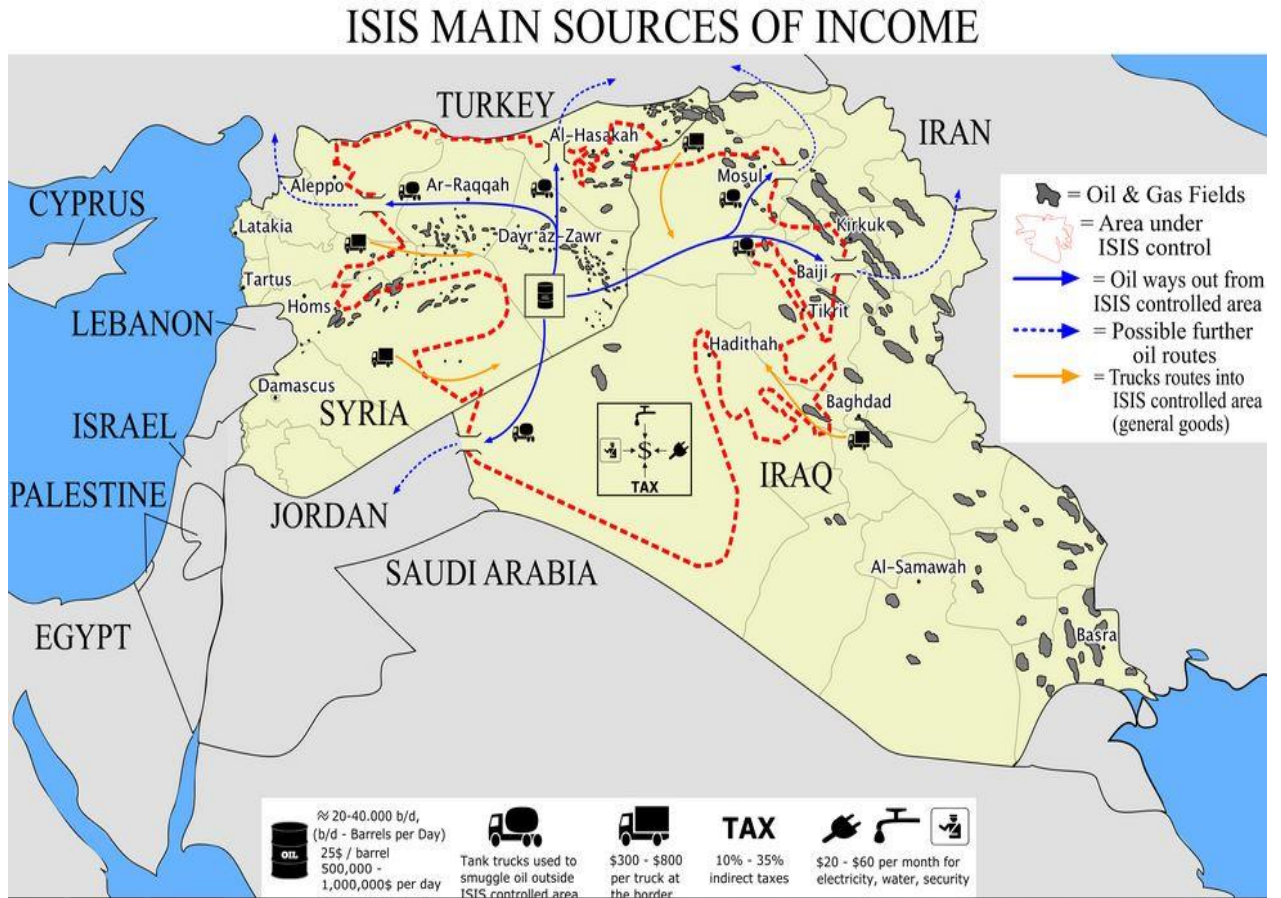 ISIS MAIN SOURCES OF INCOME
TURKEY
IRAN
Al-Hasakah
Mosul
Aleppo
Ar-Raqqah
CYPRUS
Latakia
Kirkuk
Dayr az-Zawr
Baiji
Tartus
Homs
Tikrit
LEBANON
Hadithah
Damascus
SYRIA
Baghdad
ISRAEL
$
TAX
IRAQ
PALESTINE
JORDAN
SAUDI ARABIA
Al-Samawah
EGYPT
Basra
= Oil & Gas Fields
= Area under
ISIS control
= Oil ways out from
ISIS controlled area
= Possible further
oil routes
= Trucks routes into
ISIS controlled area
(general goods)
OIL
≈ 20-40.000 b/d,
(b/d - Barrels per Day)
25$ / barrel
500,000 -
1,000,000$ per day
Tank trucks used to
smuggle oil outside
ISIS controlled area
$300 - $800
per truck at
the border
TAX
10% - 35%
indirect taxes
$20 - $60 per month for
electricity, water, security